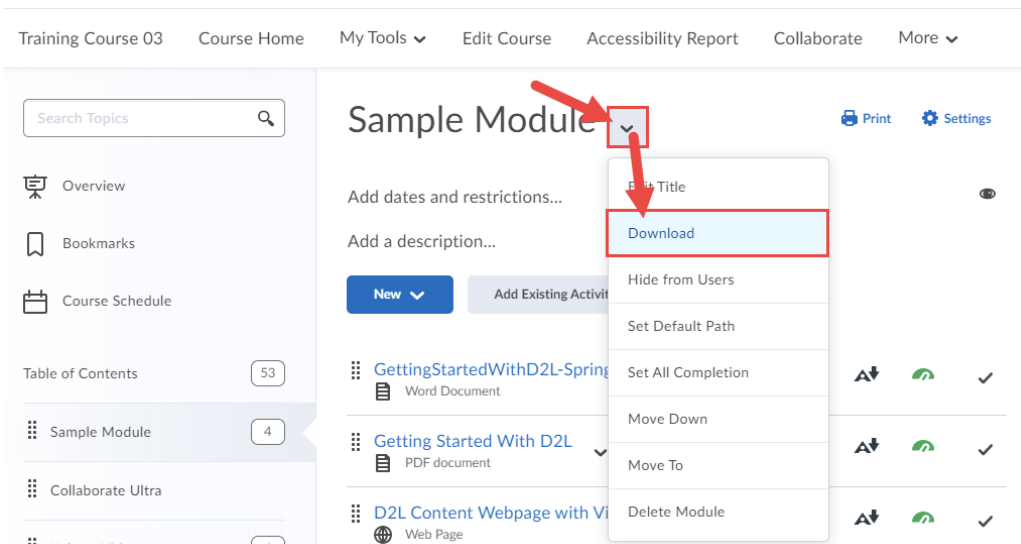 Training Course 03 Course Home My Tools Edit Course Accessibility Report Collaborate More
Search Topics
Overview
Bookmarks
Course Schedule
Table of Contents 53
Sample Module 4
Collaborate Ultra
Sample Module
Print Settings
Add dates and restrictions...
Add a description...
New Add Existing Activit
Title
Download
Hide from Users
Set Default Path
Set All Completion
Move Down
Move To
Delete Module
GettingStartedWithD2L-Spring
Word Document
Getting Started With D2L
PDF document
D2L Content Webpage with Vi
Web Page